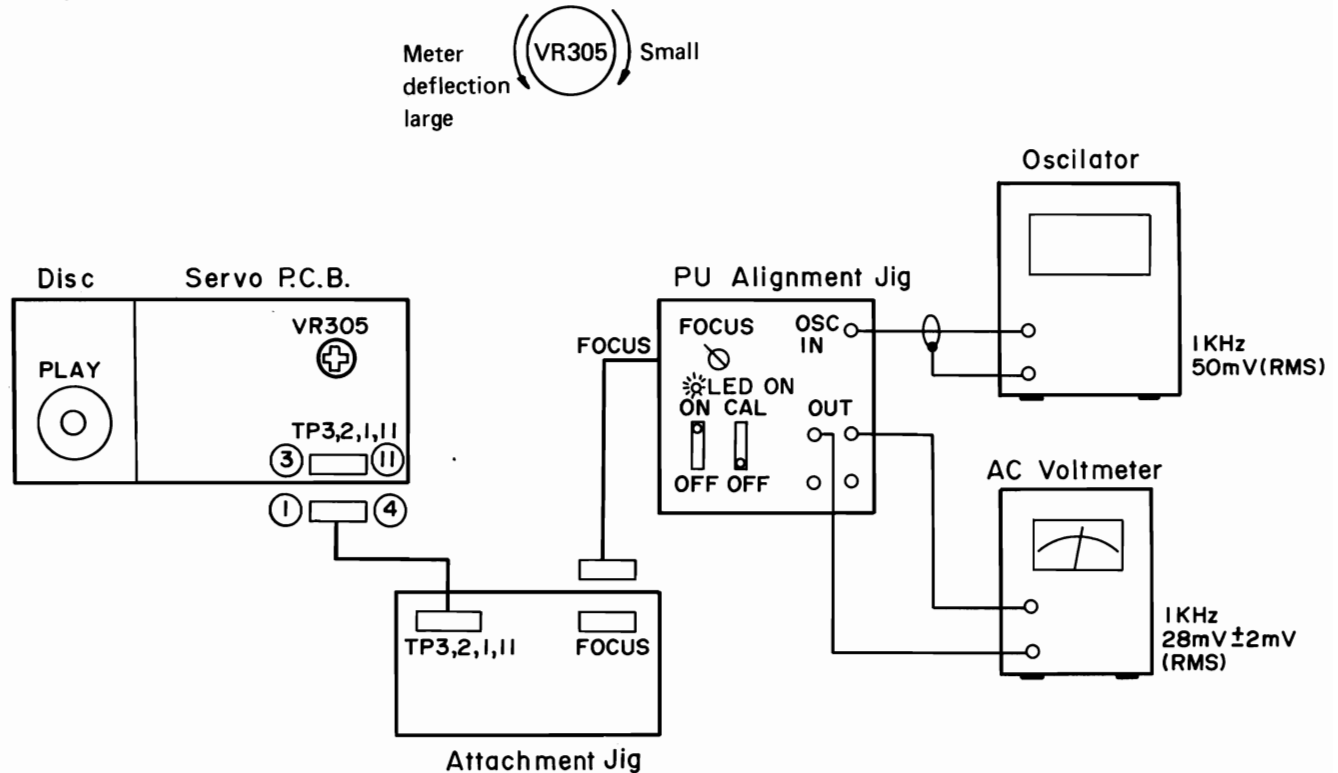 Meter deflection large
VR305
Small
Oscilator
1KHz
50mV(RMS)
Disc
Servo P.C.B.
PU Alignment Jig
VR305
PLAY
TP3,2,1,11
3
11
1
4
FOCUS
FOCUS
OSC IN
LED ON
ON CAL
OUT
OFF OFF
AC Voltmeter
1KHz
28mV±2mV
(RMS)
TP3,2,1,11
FOCUS
Attachment Jig